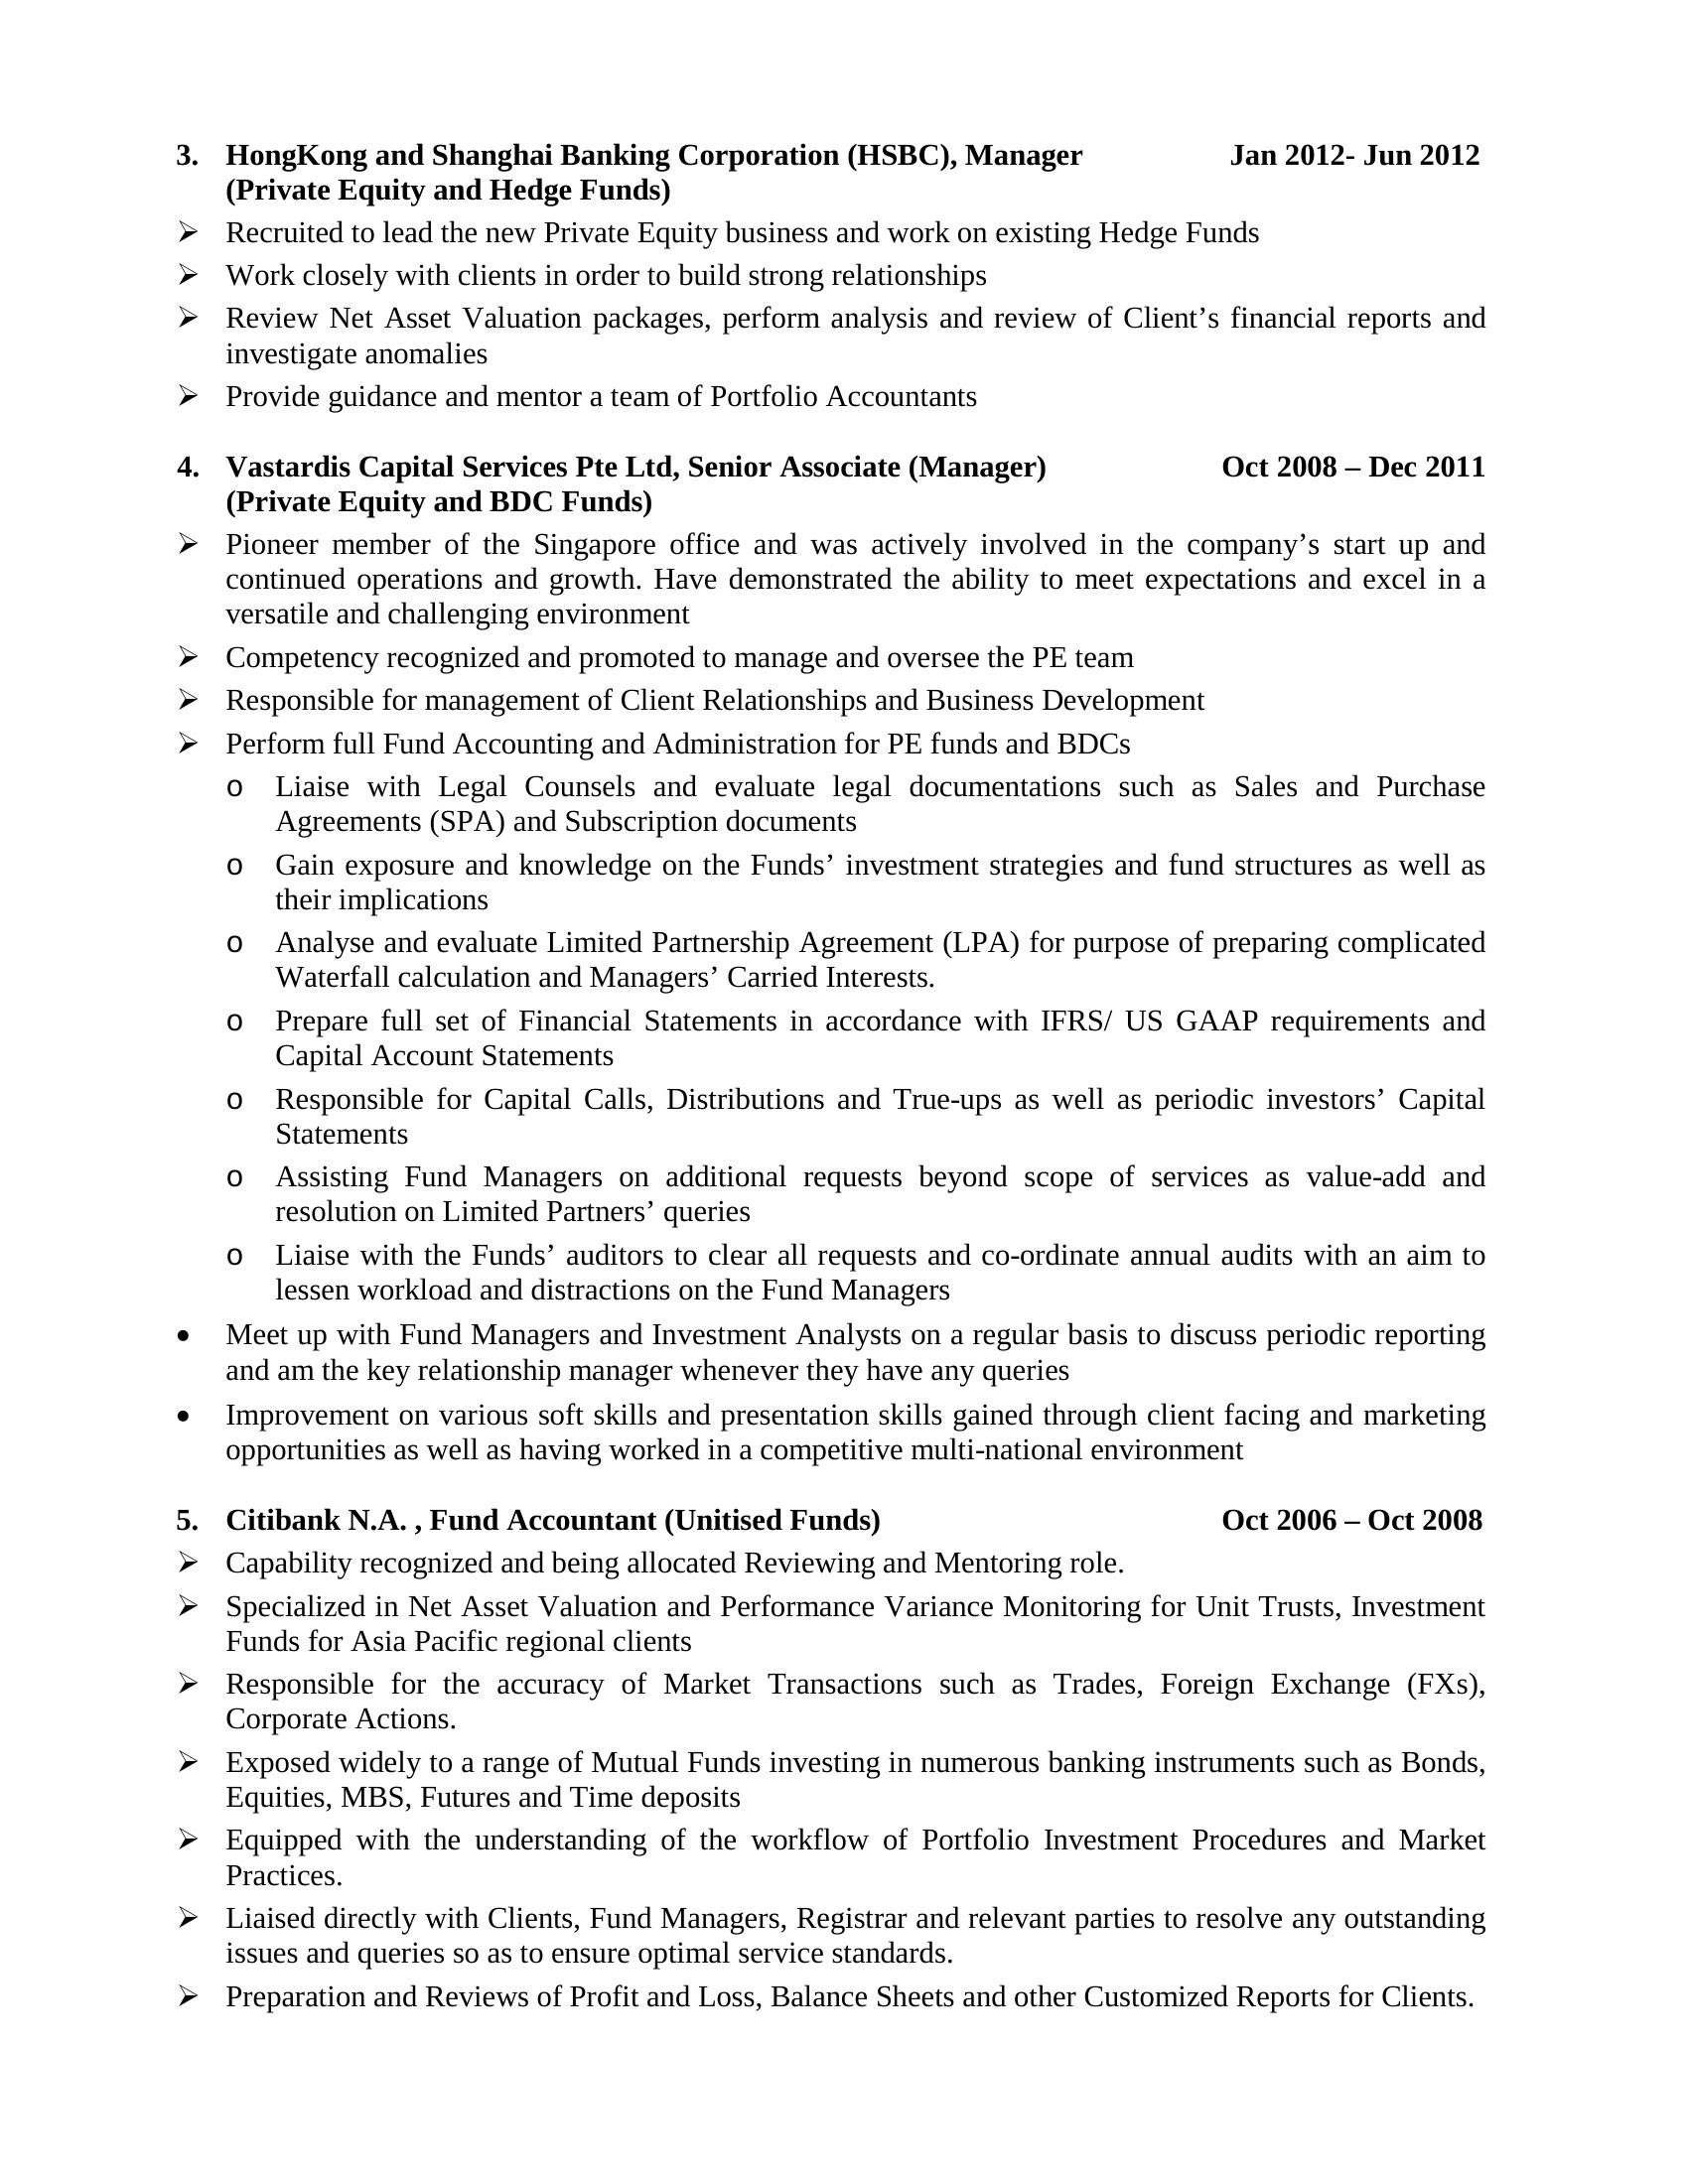 3. HongKong and Shanghai Banking Corporation (HSBC), Manager Jan 2012- Jun 2012
(Private Equity and Hedge Funds)
➢ Recruited to lead the new Private Equity business and work on existing Hedge Funds
➢ Work closely with clients in order to build strong relationships
➢ Review Net Asset Valuation packages, perform analysis and review of Client’s financial reports and
investigate anomalies
➢ Provide guidance and mentor a team of Portfolio Accountants
4. Vastardis Capital Services Pte Ltd, Senior Associate (Manager) Oct 2008 – Dec 2011
(Private Equity and BDC Funds)
➢ Pioneer member of the Singapore office and was actively involved in the company’s start up and
continued operations and growth. Have demonstrated the ability to meet expectations and excel in a
versatile and challenging environment
➢ Competency recognized and promoted to manage and oversee the PE team
➢ Responsible for management of Client Relationships and Business Development
➢ Perform full Fund Accounting and Administration for PE funds and BDCs
o Liaise with Legal Counsels and evaluate legal documentations such as Sales and Purchase
Agreements (SPA) and Subscription documents
o Gain exposure and knowledge on the Funds’ investment strategies and fund structures as well as
their implications
o Analyse and evaluate Limited Partnership Agreement (LPA) for purpose of preparing complicated
Waterfall calculation and Managers’ Carried Interests.
o Prepare full set of Financial Statements in accordance with IFRS/ US GAAP requirements and
Capital Account Statements
o Responsible for Capital Calls, Distributions and True-ups as well as periodic investors’ Capital
Statements
o Assisting Fund Managers on additional requests beyond scope of services as value-add and
resolution on Limited Partners’ queries
o Liaise with the Funds’ auditors to clear all requests and co-ordinate annual audits with an aim to
lessen workload and distractions on the Fund Managers
• Meet up with Fund Managers and Investment Analysts on a regular basis to discuss periodic reporting
and am the key relationship manager whenever they have any queries
• Improvement on various soft skills and presentation skills gained through client facing and marketing
opportunities as well as having worked in a competitive multi-national environment
5. Citibank N.A. , Fund Accountant (Unitised Funds) Oct 2006 – Oct 2008
➢ Capability recognized and being allocated Reviewing and Mentoring role.
➢ Specialized in Net Asset Valuation and Performance Variance Monitoring for Unit Trusts, Investment
Funds for Asia Pacific regional clients
➢ Responsible for the accuracy of Market Transactions such as Trades, Foreign Exchange (FXs),
Corporate Actions.
➢ Exposed widely to a range of Mutual Funds investing in numerous banking instruments such as Bonds,
Equities, MBS, Futures and Time deposits
➢ Equipped with the understanding of the workflow of Portfolio Investment Procedures and Market
Practices.
➢ Liaised directly with Clients, Fund Managers, Registrar and relevant parties to resolve any outstanding
issues and queries so as to ensure optimal service standards.
➢ Preparation and Reviews of Profit and Loss, Balance Sheets and other Customized Reports for Clients.